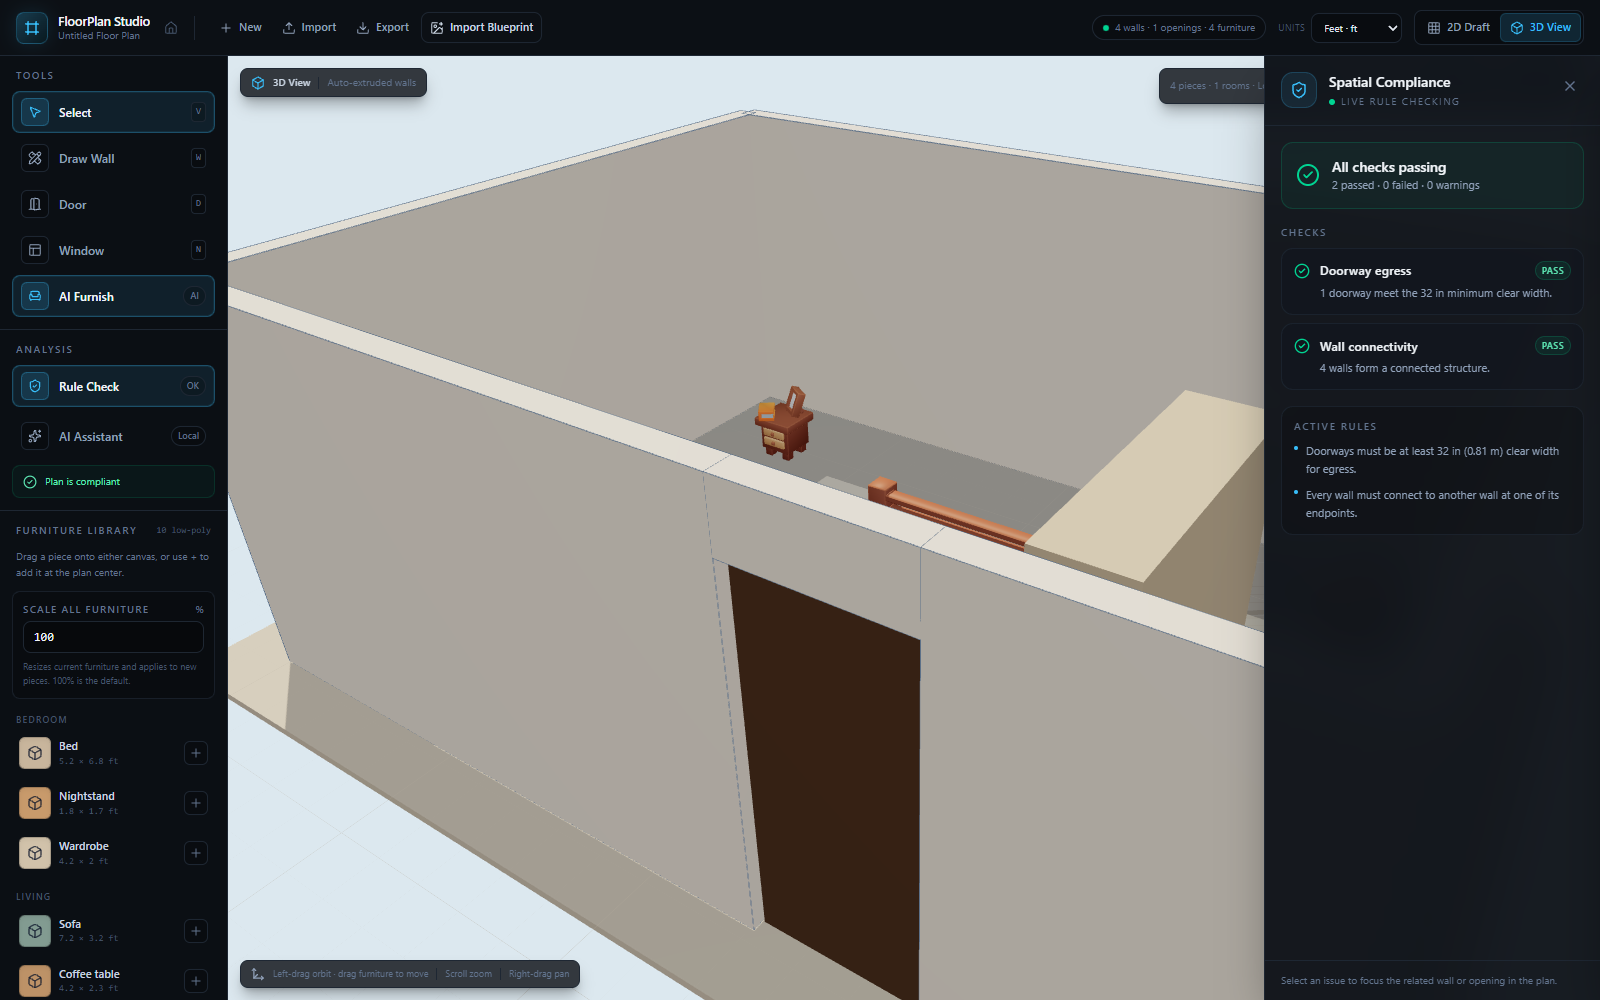 FloorPlan Studio
Untitled Floor Plan
New
Import
Export
Import Blueprint
4 walls · 1 openings · 4 furniture
UNITS
Feet · ft
2D Draft
3D View
TOOLS
Select
V
Draw Wall
W
Door
D
Window
N
AI Furnish
AI
ANALYSIS
Rule Check
OK
AI Assistant
Local
Plan is compliant
FURNITURE LIBRARY
10 low-poly
Drag a piece onto either canvas, or use + to
add it at the plan center.
SCALE ALL FURNITURE
%
100
Resizes current furniture and applies to new
pieces. 100% is the default.
BEDROOM
Bed
5.2 × 6.8 ft
Nightstand
1.8 × 1.7 ft
Wardrobe
4.2 × 2 ft
LIVING
Sofa
7.2 × 3.2 ft
Coffee table
4.2 × 2.3 ft
3D View
Auto-extruded walls
4 pieces · 1 rooms ·
Left-drag orbit · drag furniture to move
Scroll zoom
Right-drag pan
Spatial Compliance
LIVE RULE CHECKING
All checks passing
2 passed · 0 failed · 0 warnings
CHECKS
Doorway egress
PASS
1 doorway meet the 32 in minimum clear width.
Wall connectivity
PASS
4 walls form a connected structure.
ACTIVE RULES
Doorways must be at least 32 in (0.81 m) clear width
for egress.
Every wall must connect to another wall at one of its
endpoints.
Select an issue to focus the related wall or opening in the plan.